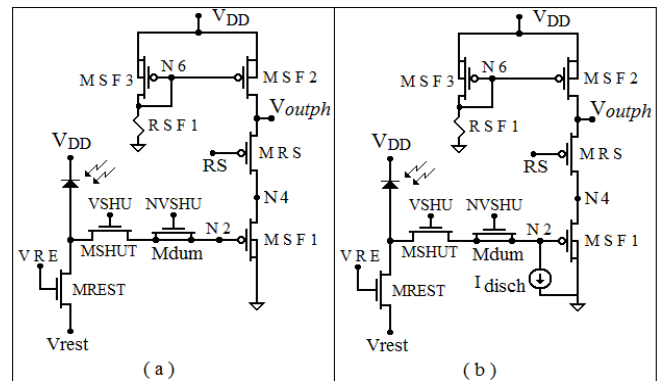 VDD
N6
MSF3
MSF2
Voutph
RSF1
VDD
RS
MRS
N4
VSHU
NVSHU
N2
MSF1
VRE
MSHUT
Mdum
MREST
Vrest
( a )
VDD
N6
MSF3
MSF2
Voutph
RSF1
VDD
RS
MRS
N4
VSHU
NVSHU
N2
MSF1
VRE
MSHUT
Mdum
I disch
MREST
Vrest
( b )